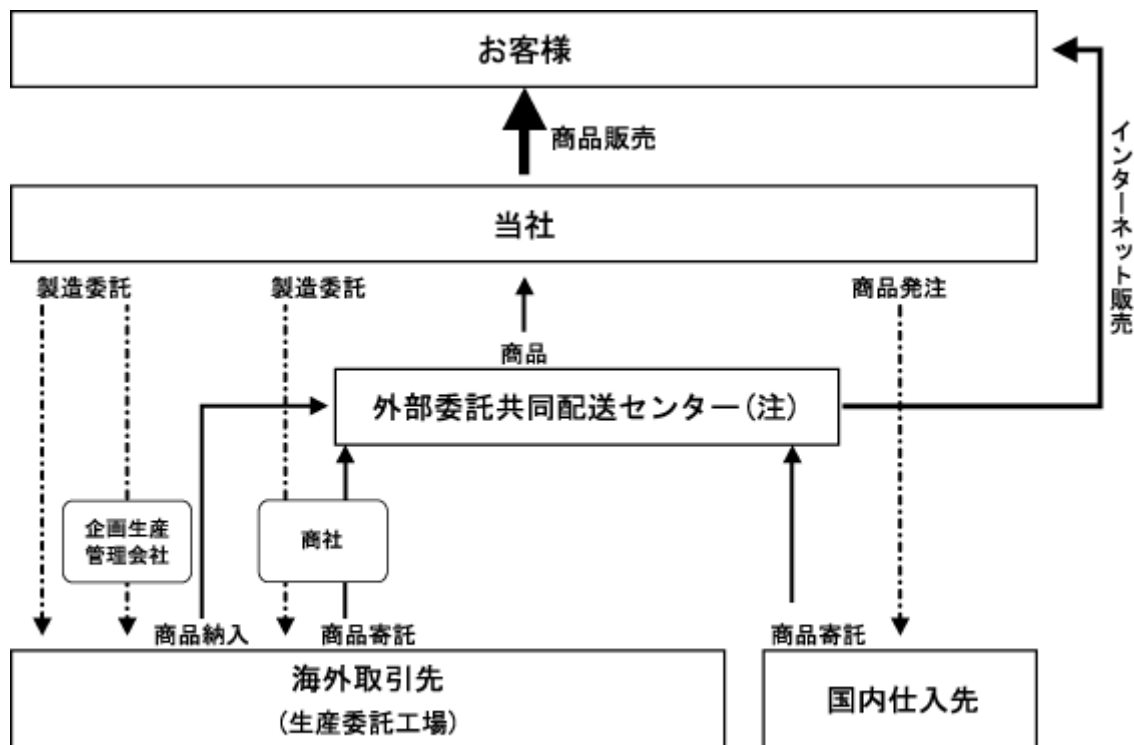 お客様
商品販売
インターネット販売
当社
製造委託
製造委託
商品発注
商品
外部委託共同配送センター(注)
企画生産
管理会社
商社
商品納入
商品寄託
商品寄託
海外取引先
(生産委託工場)
国内仕入先